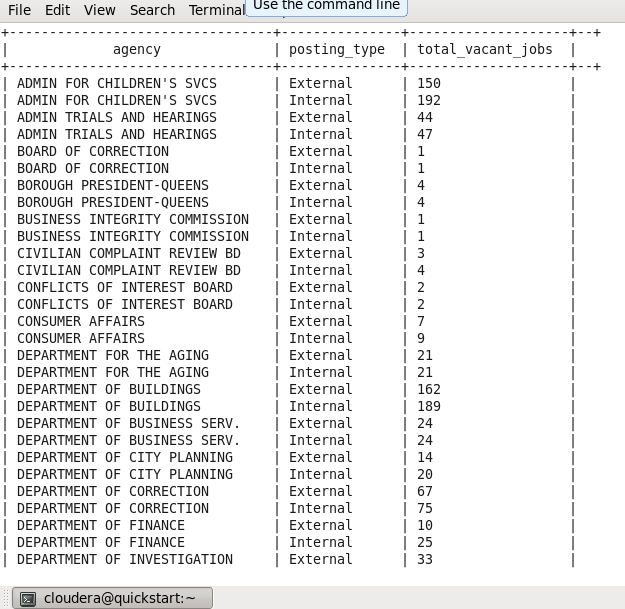 File Edit View Search Terminal
Use the command line
+---------------------------------+----------------+--------------------+--+
| agency | posting_type | total_vacant_jobs |
+---------------------------------+----------------+--------------------+--+
| ADMIN FOR CHILDREN'S SVCS | External | 150 |
| ADMIN FOR CHILDREN'S SVCS | Internal | 192 |
| ADMIN TRIALS AND HEARINGS | External | 44 |
| ADMIN TRIALS AND HEARINGS | Internal | 47 |
| BOARD OF CORRECTION | External | 1 |
| BOARD OF CORRECTION | Internal | 1 |
| BOROUGH PRESIDENT-QUEENS | External | 4 |
| BOROUGH PRESIDENT-QUEENS | Internal | 4 |
| BUSINESS INTEGRITY COMMISSION | External | 1 |
| BUSINESS INTEGRITY COMMISSION | Internal | 1 |
| CIVILIAN COMPLAINT REVIEW BD | External | 3 |
| CIVILIAN COMPLAINT REVIEW BD | Internal | 4 |
| CONFLICTS OF INTEREST BOARD | External | 2 |
| CONFLICTS OF INTEREST BOARD | Internal | 2 |
| CONSUMER AFFAIRS | External | 7 |
| CONSUMER AFFAIRS | Internal | 9 |
| DEPARTMENT FOR THE AGING | External | 21 |
| DEPARTMENT FOR THE AGING | Internal | 21 |
| DEPARTMENT OF BUILDINGS | External | 162 |
| DEPARTMENT OF BUILDINGS | Internal | 189 |
| DEPARTMENT OF BUSINESS SERV. | External | 24 |
| DEPARTMENT OF BUSINESS SERV. | Internal | 24 |
| DEPARTMENT OF CITY PLANNING | External | 14 |
| DEPARTMENT OF CITY PLANNING | Internal | 20 |
| DEPARTMENT OF CORRECTION | External | 67 |
| DEPARTMENT OF CORRECTION | Internal | 75 |
| DEPARTMENT OF FINANCE | External | 10 |
| DEPARTMENT OF FINANCE | Internal | 25 |
| DEPARTMENT OF INVESTIGATION | External | 33 |
cloudera@quickstart:~